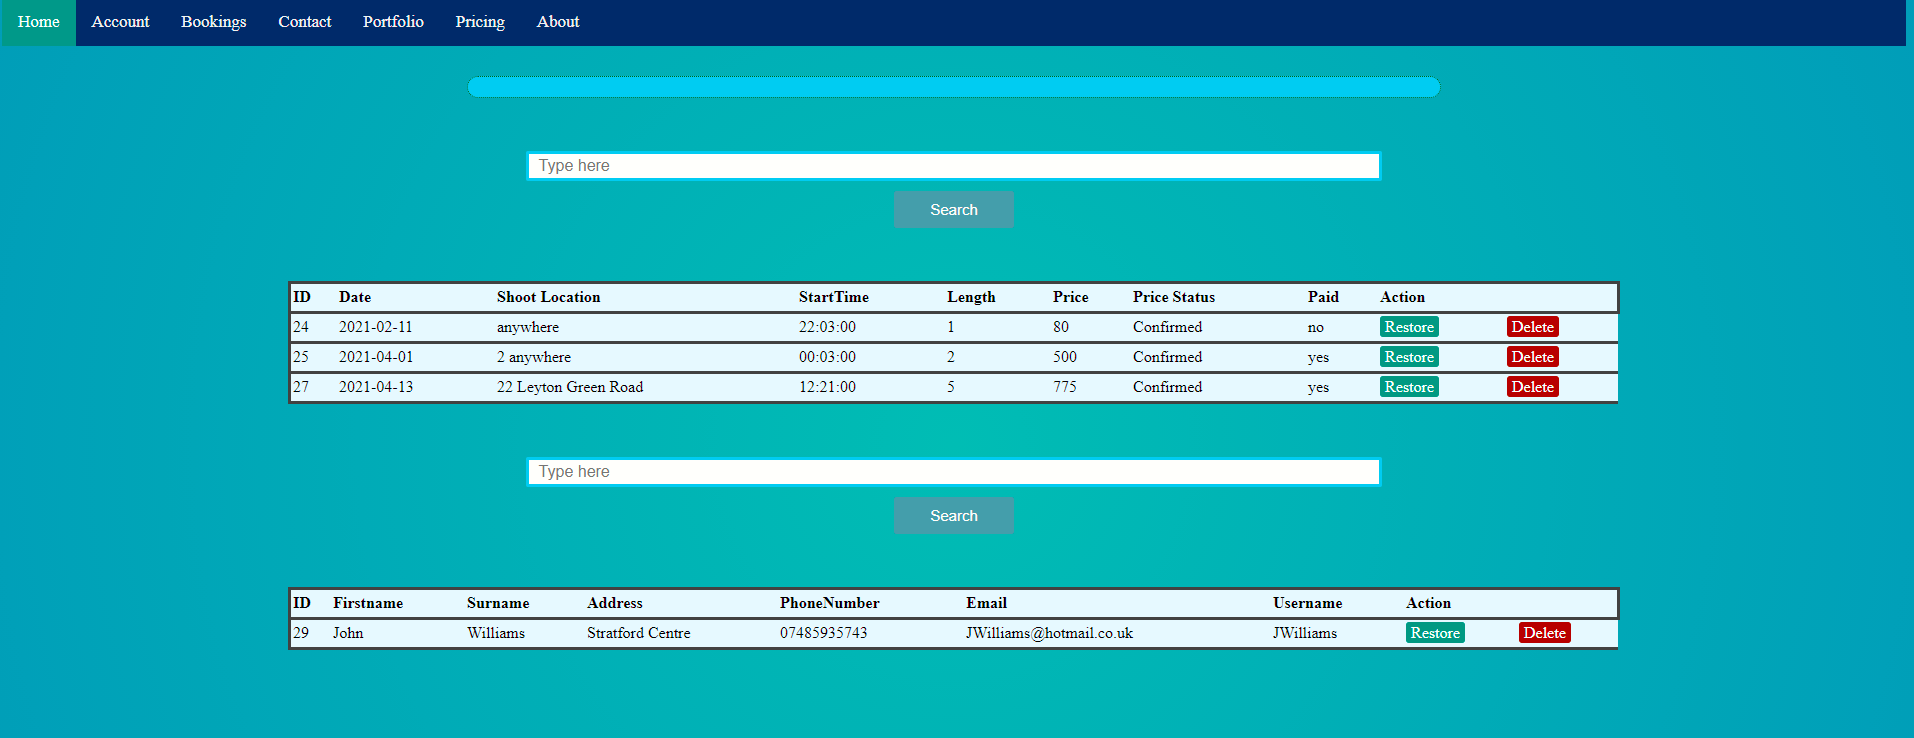 Home Account Bookings Contact Portfolio Pricing About
Type here
Search
ID Date Shoot Location StartTime Length Price Price Status Paid Action
24 2021-02-11 anywhere 22:03:00 1 80 Confirmed no Restore Delete
25 2021-04-01 2 anywhere 00:03:00 2 500 Confirmed yes Restore Delete
27 2021-04-13 22 Leyton Green Road 12:21:00 5 775 Confirmed yes Restore Delete
Type here
Search
ID Firstname Surname Address PhoneNumber Email Username Action
29 John Williams Stratford Centre 07485935743 JWilliams@hotmail.co.uk JWilliams Restore Delete